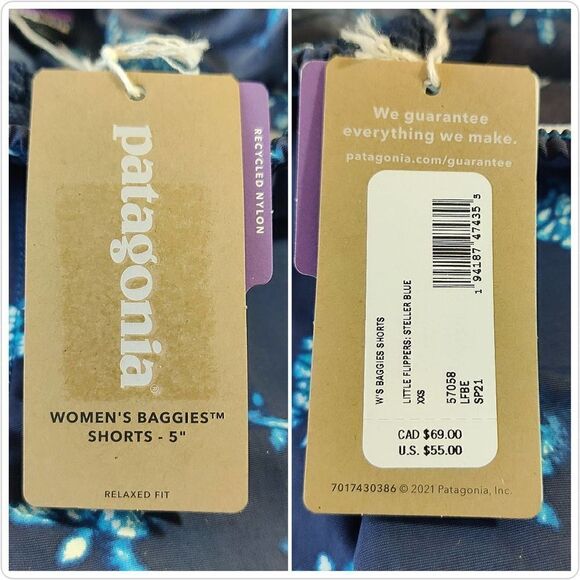 patagonia®
RECYCLED NYLON
WOMEN'S BAGGIES™
SHORTS - 5"
RELAXED FIT
We guarantee
everything we make.
patagonia.com/guarantee
1 94187 47435 5
W'S BAGGIES SHORTS
LITTLE FLIPPERS: STELLER BLUE
XXS
57058
LFBE
SP21
CAD $69.00
U.S. $55.00
7017430386 © 2021 Patagonia, Inc.